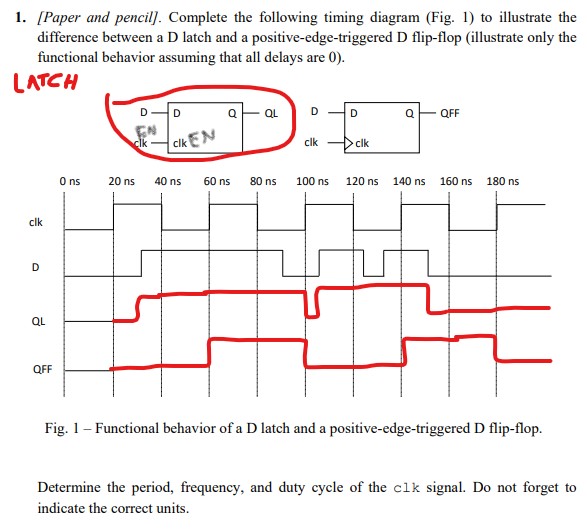 1. [Paper and pencil]. Complete the following timing diagram (Fig. 1) to illustrate the
difference between a D latch and a positive-edge-triggered D flip-flop (illustrate only the
functional behavior assuming that all delays are 0).
LATCH
D D Q QL D D Q QFF
EN
clk clk EN clk clk
0 ns 20 ns 40 ns 60 ns 80 ns 100 ns 120 ns 140 ns 160 ns 180 ns
clk
D
QL
QFF
Fig. 1 – Functional behavior of a D latch and a positive-edge-triggered D flip-flop.
Determine the period, frequency, and duty cycle of the clk signal. Do not forget to
indicate the correct units.